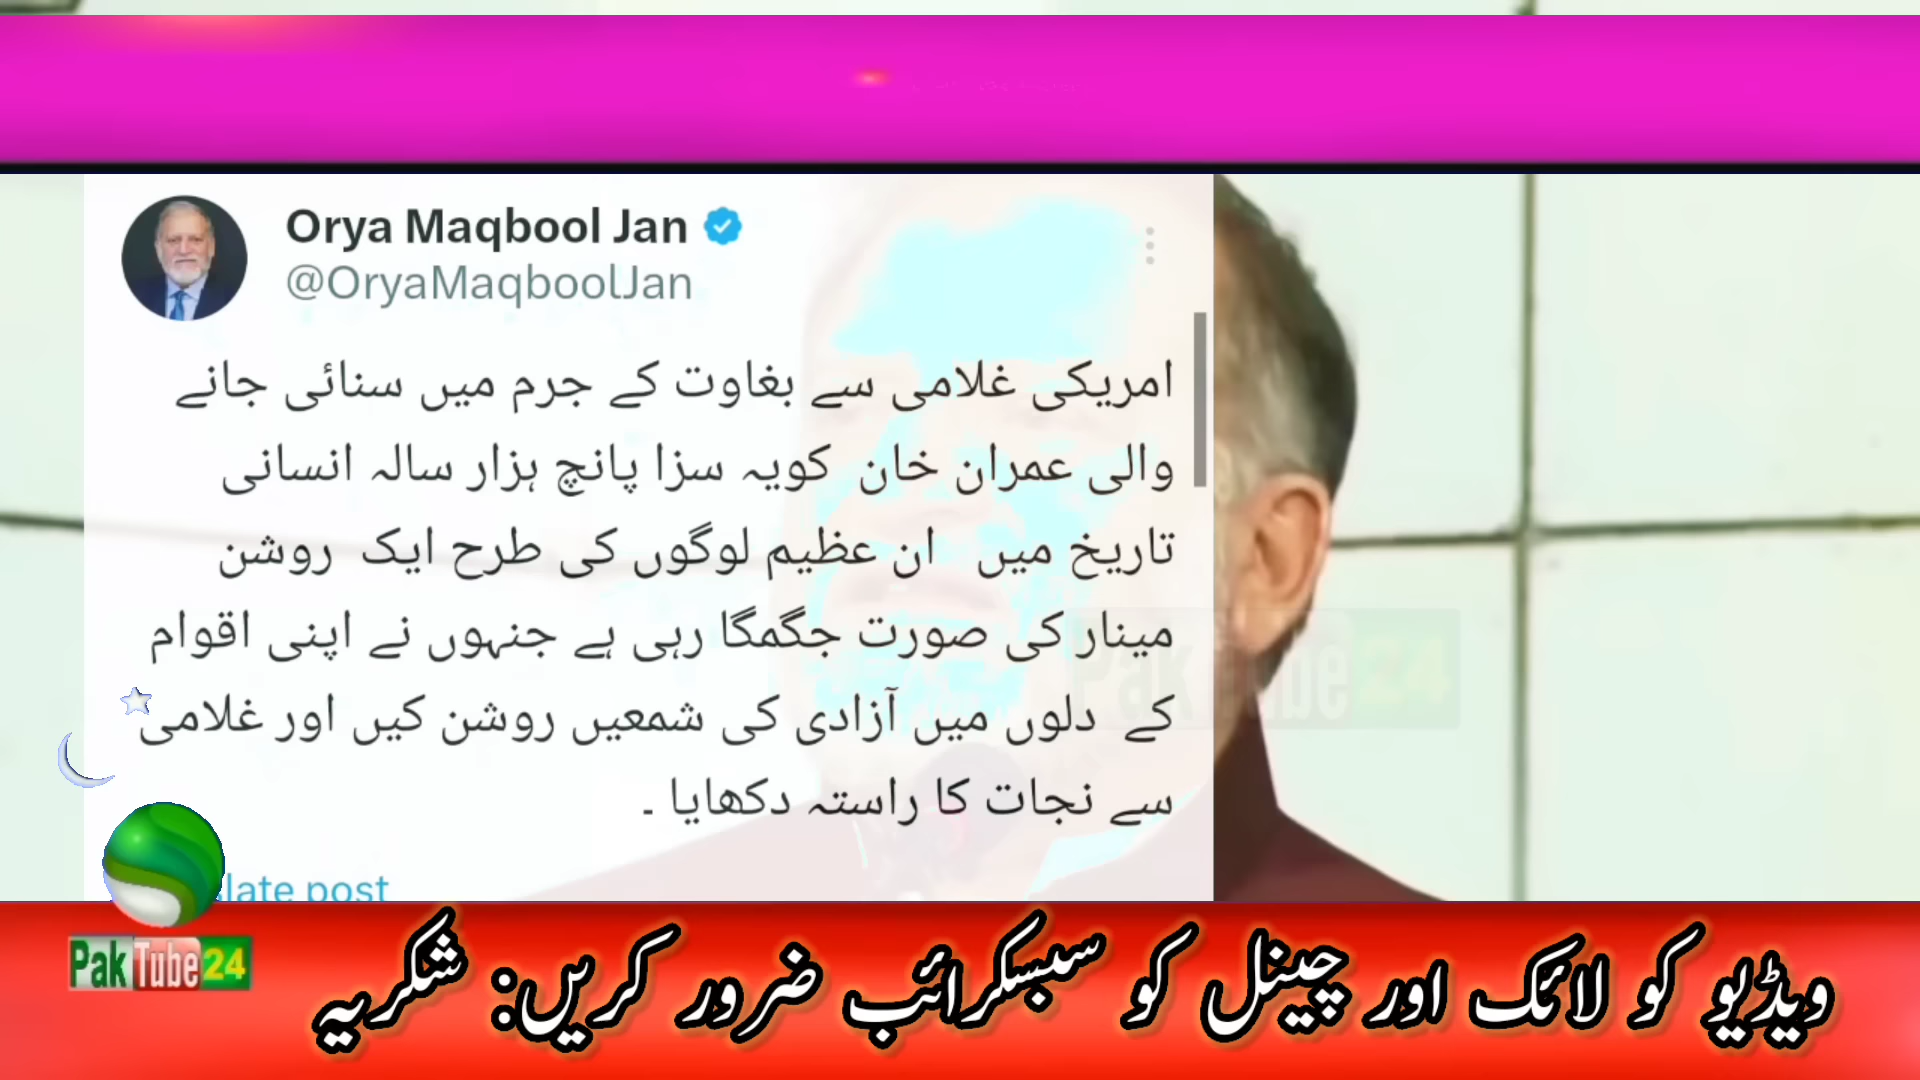 Orya Maqbool Jan
@OryaMaqboolJan
امریکی غلامی سے بغاوت کے جرم میں سنائی جانے
والی عمران خان کویہ سزا پانچ ہزار سالہ انسانی
تاریخ میں ان عظیم لوگوں کی طرح ایک روشن
مینار کی صورت جگمگا رہی ہے جنہوں نے اپنی اقوام
کے دلوں میں آزادی کی شمعیں روشن کیں اور غلامی
سے نجات کا راستہ دکھایا ۔
PakTube24
late post
PakTube24
ویڈیو کو لائک اور چینل کو سبسکرائب ضرور کریں: شکریہ